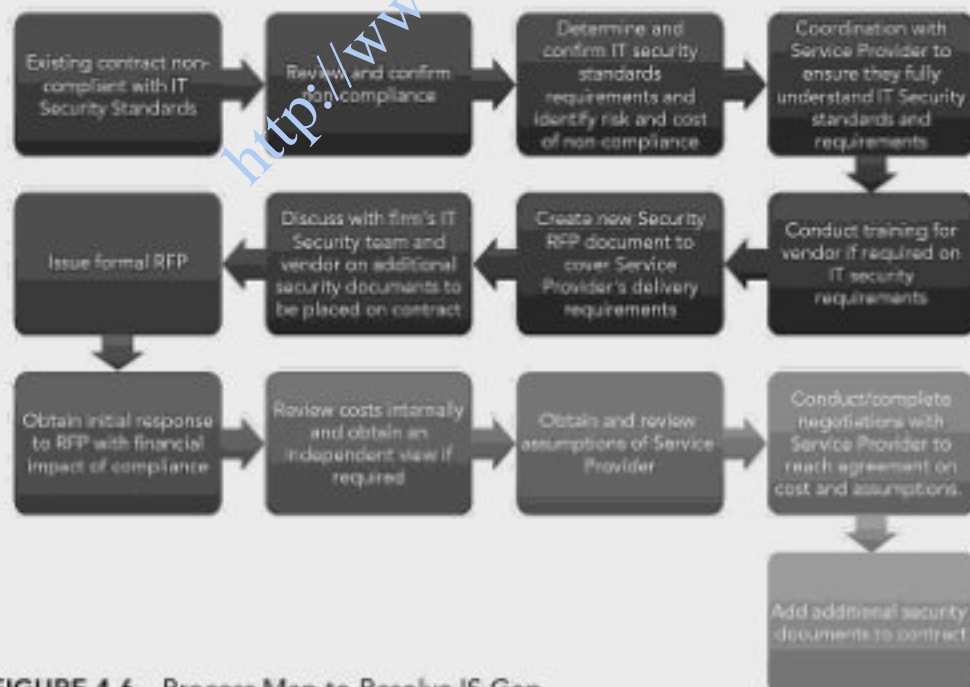 Existing contract non-
compliant with IT
Security Standards
Review and confirm
non-compliance
Determine and
confirm IT security
standards
requirements and
identify risk and cost
of non-compliance
Coordination with
Service Provider to
ensure they fully
understand IT Security
standards and
requirements
Conduct training for
vendor if required on
IT security
requirements
Create new Security
RFP document to
cover Service
Provider's delivery
requirements
Discuss with firm's IT
Security team and
vendor on additional
security documents to
be placed on contract
Issue formal RFP
Obtain initial response
to RFP with financial
impact of compliance
Review costs internally
and obtain an
independent view if
required
Obtain and review
assumptions of Service
Provider
Conduct/complete
negotiations with
Service Provider to
reach agreement on
cost and assumptions.
Add additional security
documents to contract
FIGURE 4.6 Process Map to Resolve IS Gap
http://ww